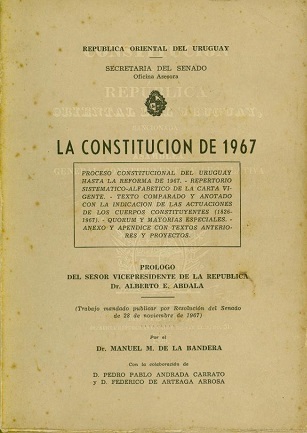 REPUBLICA ORIENTAL DEL URUGUAY
SECRETARIA DEL SENADO
Oficina Asesora
LA CONSTITUCION DE 1967
PROCESO CONSTITUCIONAL DEL URUGUAY
HASTA LA REFORMA DE 1967. - REPERTORIO
SISTEMATICO-ALFABETICO DE LA CARTA VI-
GENTE. - TEXTO COMPARADO Y ANOTADO
CON LA INDICACION DE LAS ACTUACIONES
DE LOS CUERPOS CONSTITUYENTES (1826-
1967). - QUORUM Y MAYORIAS ESPECIALES. -
ANEXO Y APENDICE CON TEXTOS ANTERIO-
RES Y PROYECTOS.
PROLOGO
DEL SEÑOR VICEPRESIDENTE DE LA REPUBLICA
Dr. ALBERTO E. ABDALA
(Trabajo mandado publicar por Resolución del Senado
de 28 de noviembre de 1967)
Por el
Dr. MANUEL M. DE LA BANDERA
Con la colaboración de
D. PEDRO PABLO ANDRADA CARRATO
y D. FEDERICO DE ARTEAGA ARROSA